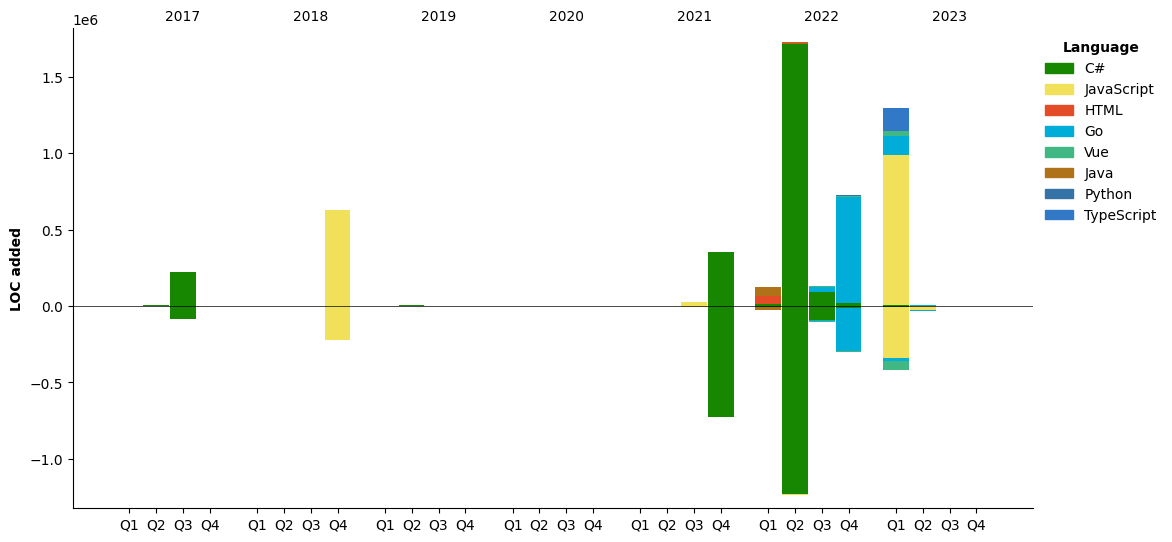 1e6
2017 2018 2019 2020 2021 2022 2023
Language
C#
JavaScript
HTML
Go
Vue
Java
Python
TypeScript
LOC added
1.5
1.0
0.5
0.0
−0.5
−1.0
Q1 Q2 Q3 Q4 Q1 Q2 Q3 Q4 Q1 Q2 Q3 Q4 Q1 Q2 Q3 Q4 Q1 Q2 Q3 Q4 Q1 Q2 Q3 Q4 Q1 Q2 Q3 Q4